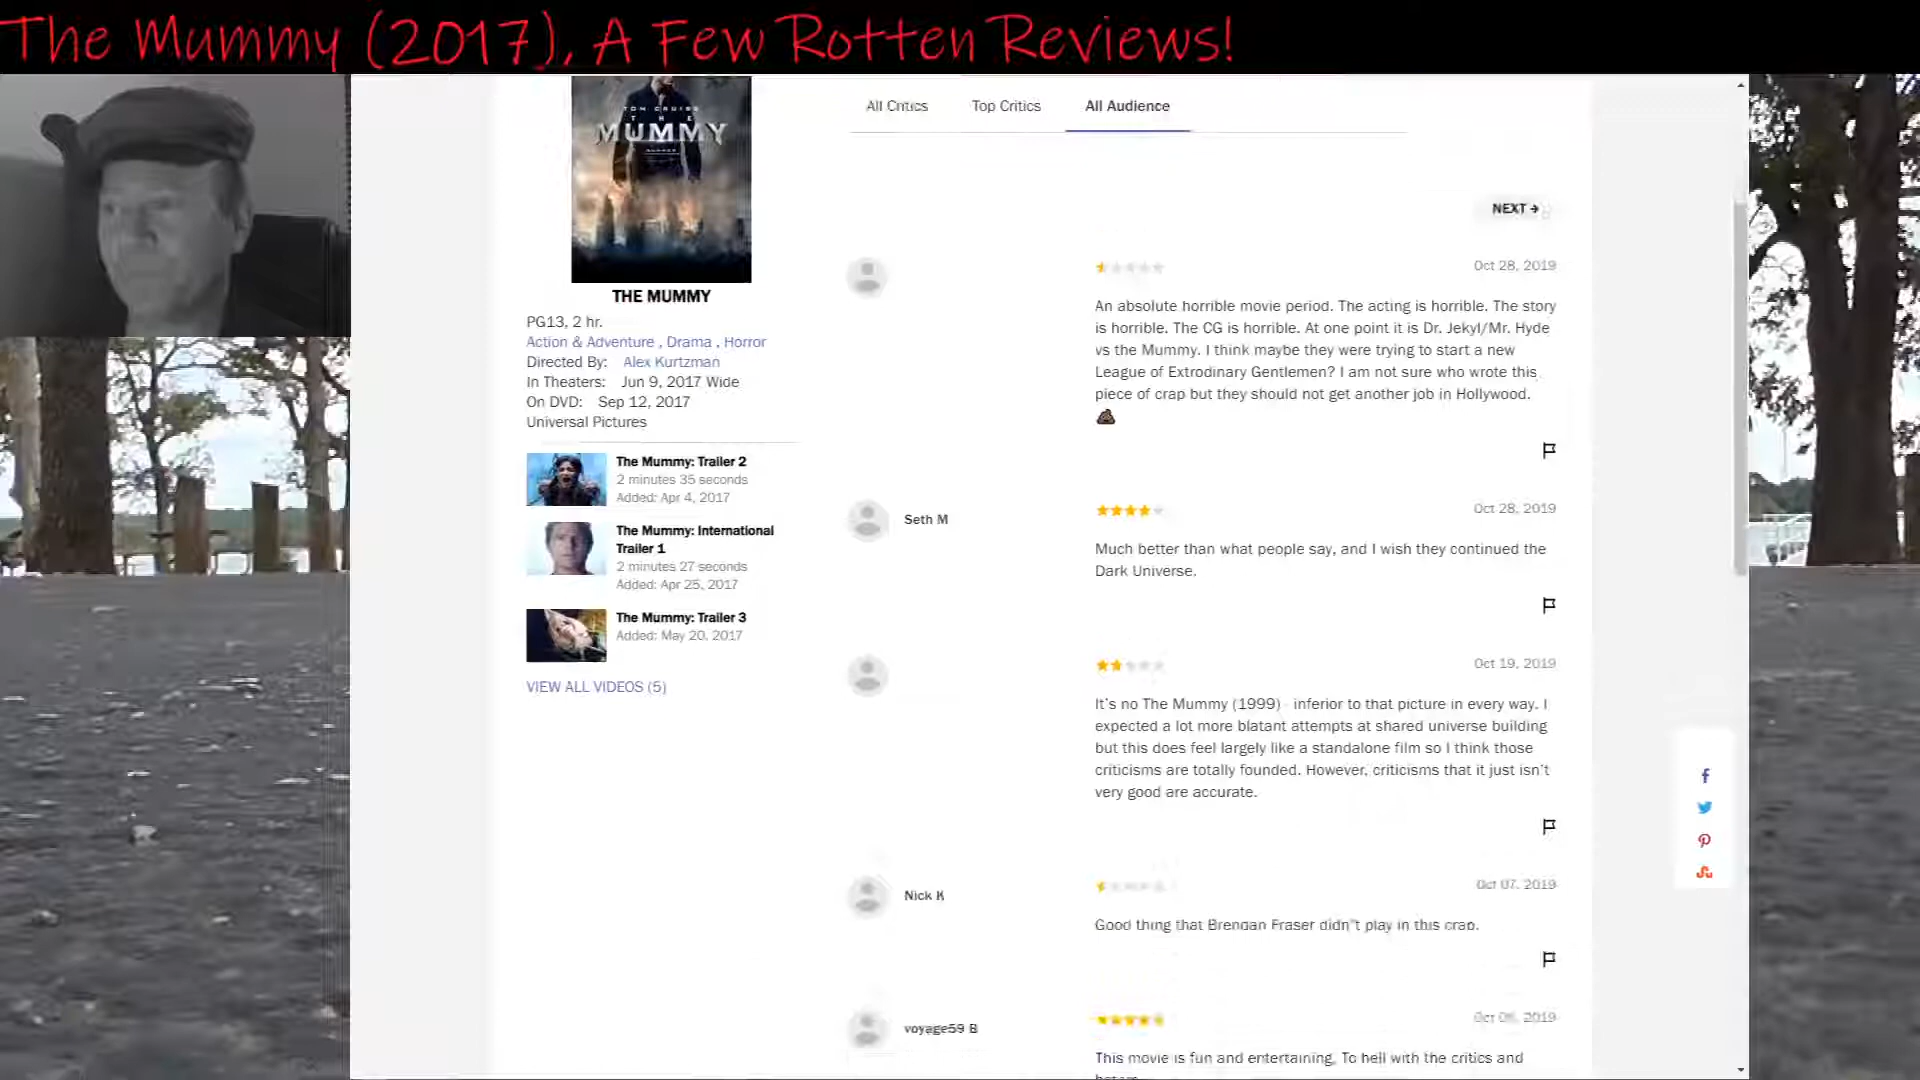 The Mummy (2017), A Few Rotten Reviews!
TOM CRUISE
THE
MUMMY
THE MUMMY
PG13, 2 hr.
Action & Adventure , Drama , Horror
Directed By: Alex Kurtzman
In Theaters: Jun 9, 2017 Wide
On DVD: Sep 12, 2017
Universal Pictures
The Mummy: Trailer 2
2 minutes 35 seconds
Added: Apr 4, 2017
The Mummy: International
Trailer 1
2 minutes 27 seconds
Added: Apr 25, 2017
The Mummy: Trailer 3
Added: May 20, 2017
VIEW ALL VIDEOS (5)
All Critics Top Critics All Audience
NEXT →
Oct 28, 2019
An absolute horrible movie period. The acting is horrible. The story
is horrible. The CG is horrible. At one point it is Dr. Jekyl/Mr. Hyde
vs the Mummy. I think maybe they were trying to start a new
League of Extrodinary Gentlemen? I am not sure who wrote this
piece of crap but they should not get another job in Hollywood.
💩
Seth M Oct 28, 2019
Much better than what people say, and I wish they continued the
Dark Universe.
Oct 19, 2019
It's no The Mummy (1999) - inferior to that picture in every way. I
expected a lot more blatant attempts at shared universe building
but this does feel largely like a standalone film so I think those
criticisms are totally founded. However, criticisms that it just isn't
very good are accurate.
Nick K Oct 07, 2019
Good thing that Brendan Fraser didn"t play in this crap.
voyage59 B Oct 06, 2019
This movie is fun and entertaining. To hell with the critics and